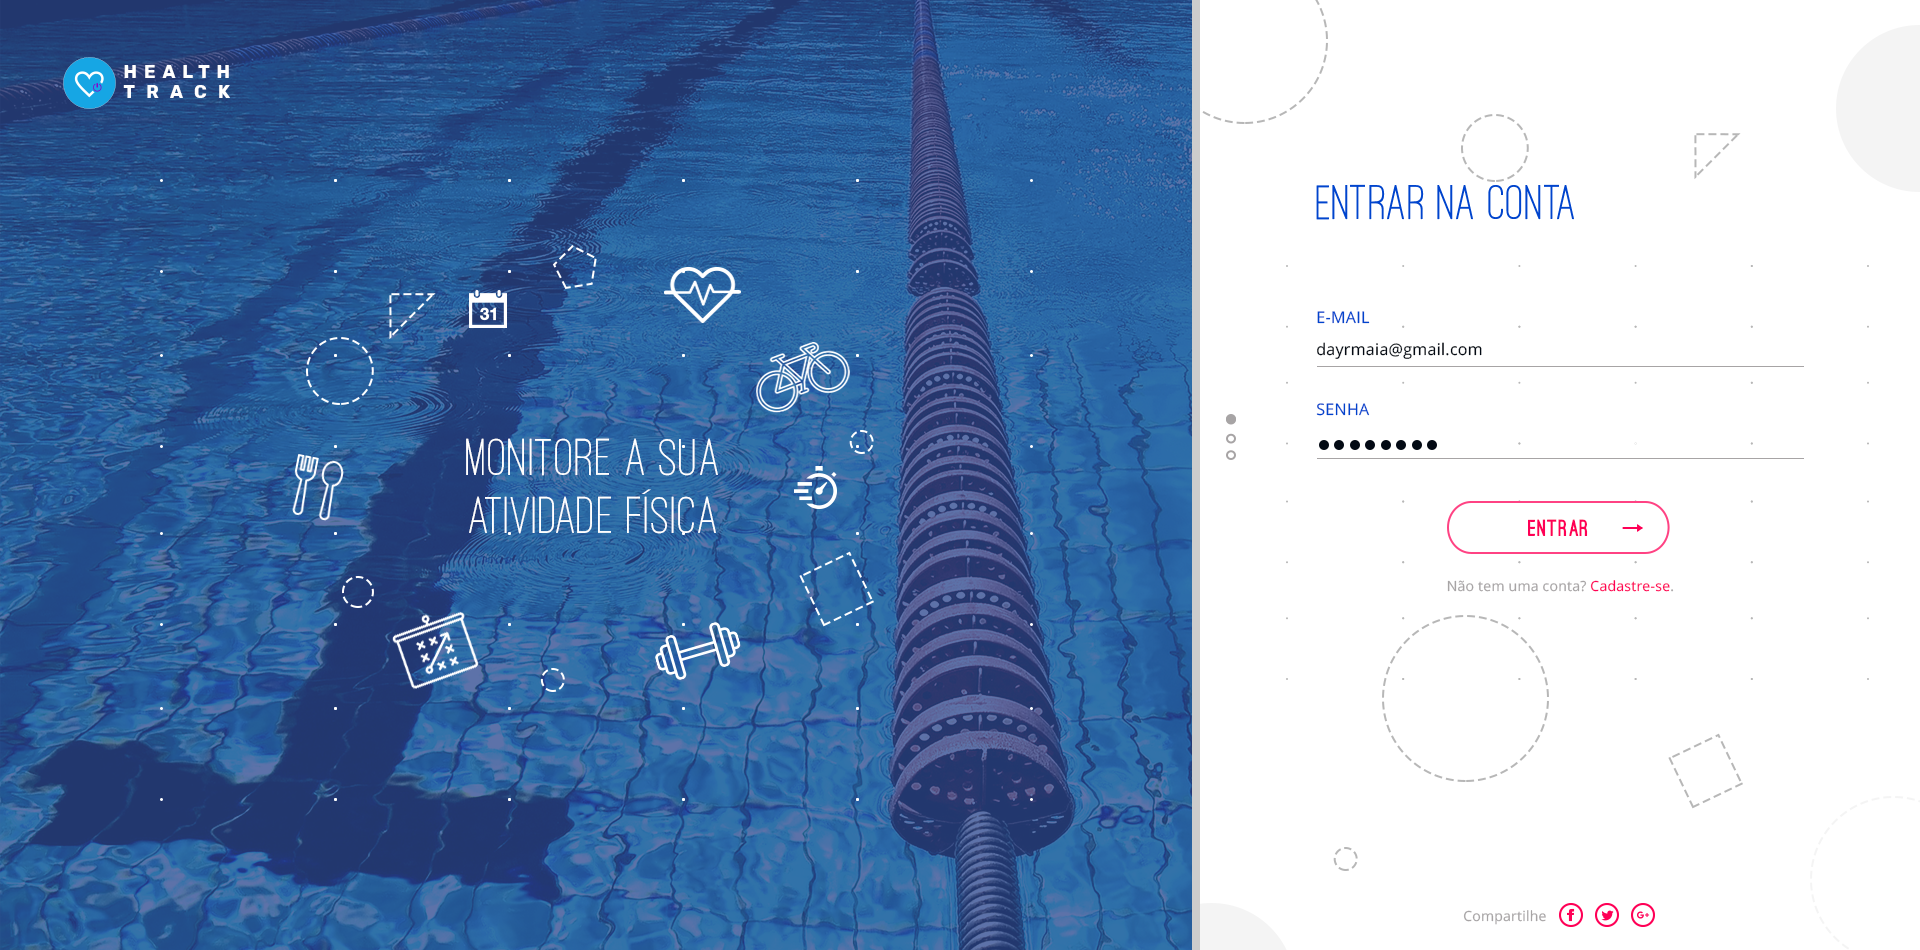 HEALTH
TRACK
31
MONITORE A SUA
ATIVIDADE FÍSICA
ENTRAR NA CONTA
E-MAIL
dayrmaia@gmail.com
SENHA
ENTRAR
Não tem uma conta? Cadastre-se.
Compartilhe
G+